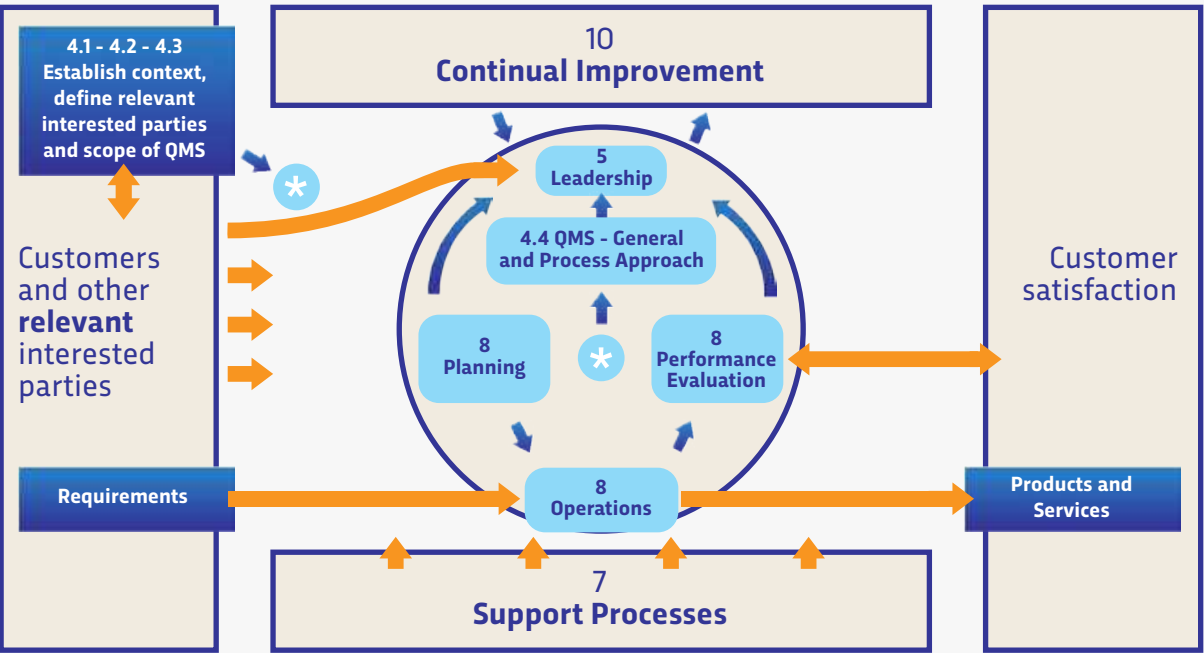 4.1 - 4.2 - 4.3
Establish context,
define relevant
interested parties
and scope of QMS
*
Customers
and other
relevant
interested
parties
Requirements
10
Continual Improvement
5
Leadership
4.4 QMS - General
and Process Approach
8
Planning
*
8
Performance
Evaluation
8
Operations
7
Support Processes
Customer
satisfaction
Products and
Services